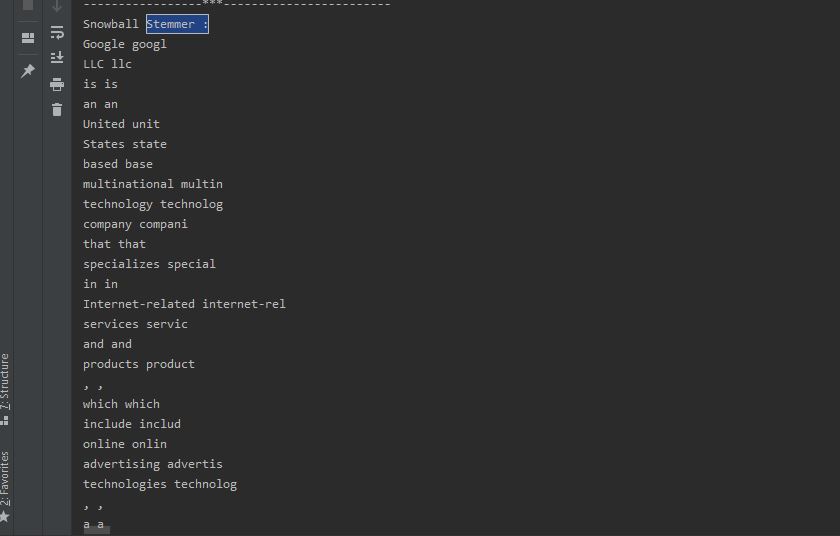 -----------------***------------------------
Snowball Stemmer :
Google googl
LLC llc
is is
an an
United unit
States state
based base
multinational multin
technology technolog
company compani
that that
specializes special
in in
Internet-related internet-rel
services servic
and and
products product
, ,
which which
include includ
online onlin
advertising advertis
technologies technolog
, ,
a a
7: Structure
2: Favorites